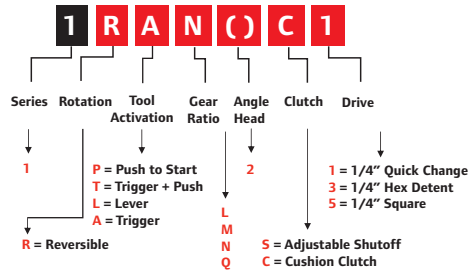 1 R A N ( ) C 1
Series Rotation Tool Activation Gear Ratio Angle Head Clutch Drive
1
P = Push to Start
T = Trigger + Push
L = Lever
A = Trigger
2
1 = 1/4" Quick Change
3 = 1/4" Hex Detent
5 = 1/4" Square
L
M
N
Q
R = Reversible
S = Adjustable Shutoff
C = Cushion Clutch